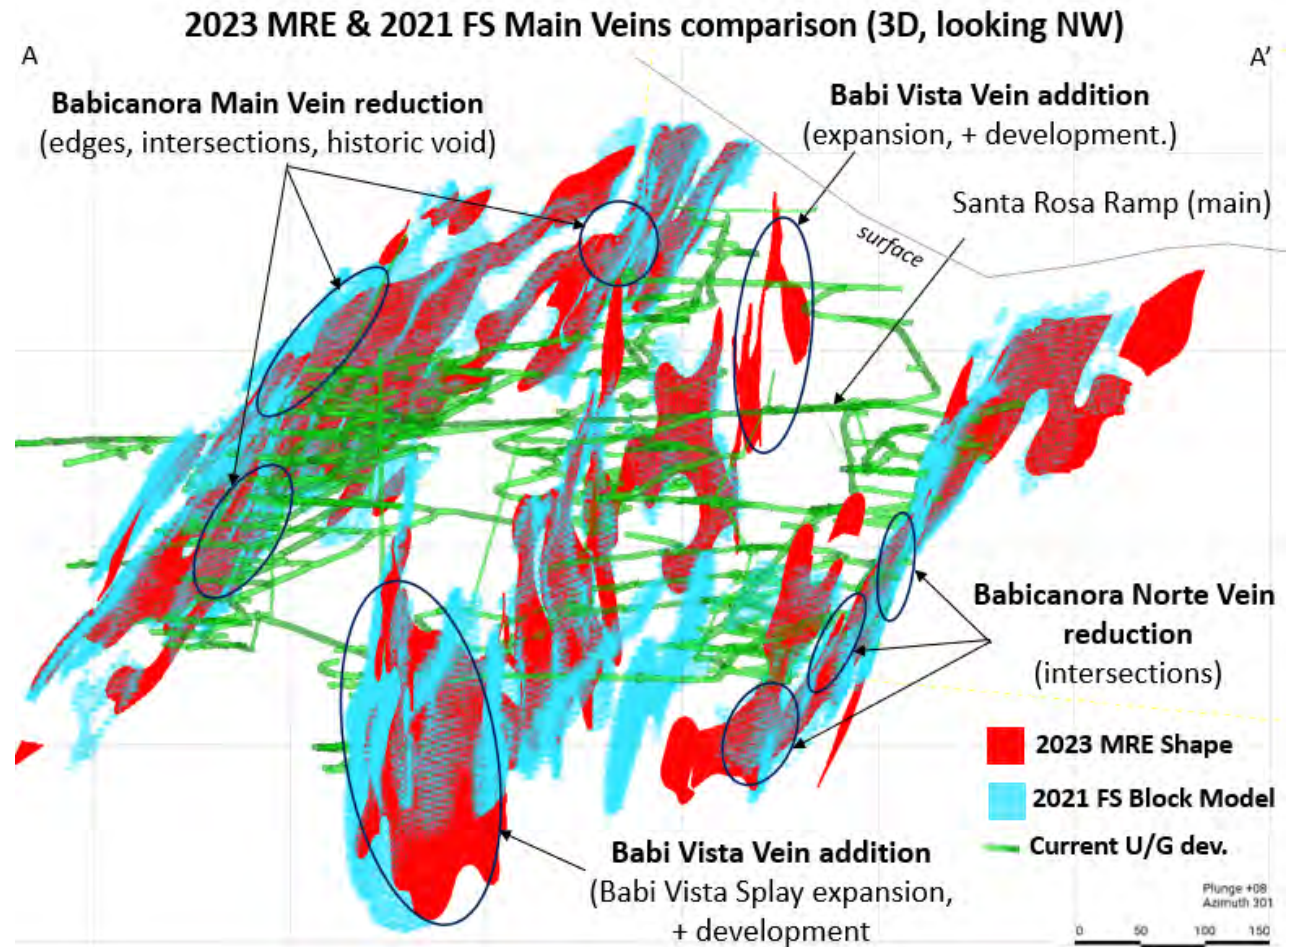 2023 MRE & 2021 FS Main Veins comparison (3D, looking NW)
A
A'
Babicanora Main Vein reduction
(edges, intersections, historic void)
Babi Vista Vein addition
(expansion, + development.)
Santa Rosa Ramp (main)
surface
Babicanora Norte Vein
reduction
(intersections)
2023 MRE Shape
2021 FS Block Model
Current U/G dev.
Babi Vista Vein addition
(Babi Vista Splay expansion,
+ development
Plunge +08
Azimuth 301
0 50 100 150